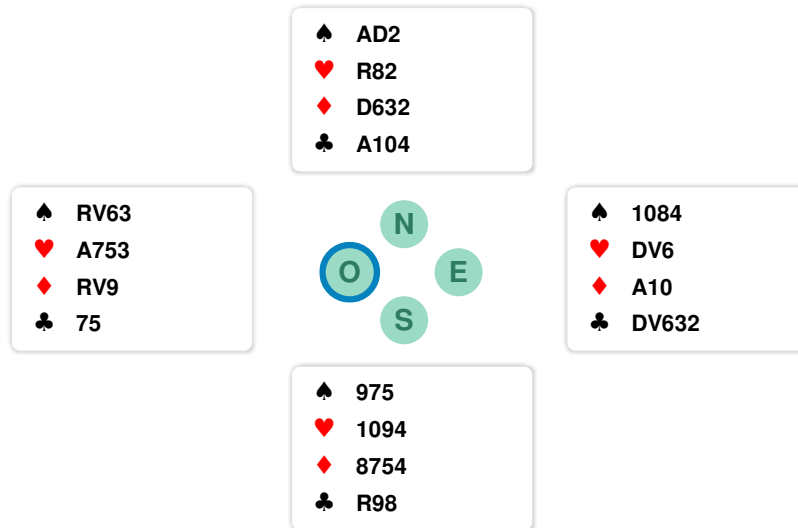 ♠ AD2
♥ R82
♦ D632
♣ A104
♠ RV63
♥ A753
♦ RV9
♣ 75
N
O
E
S
♠ 1084
♥ DV6
♦ A10
♣ DV632
♠ 975
♥ 1094
♦ 8754
♣ R98